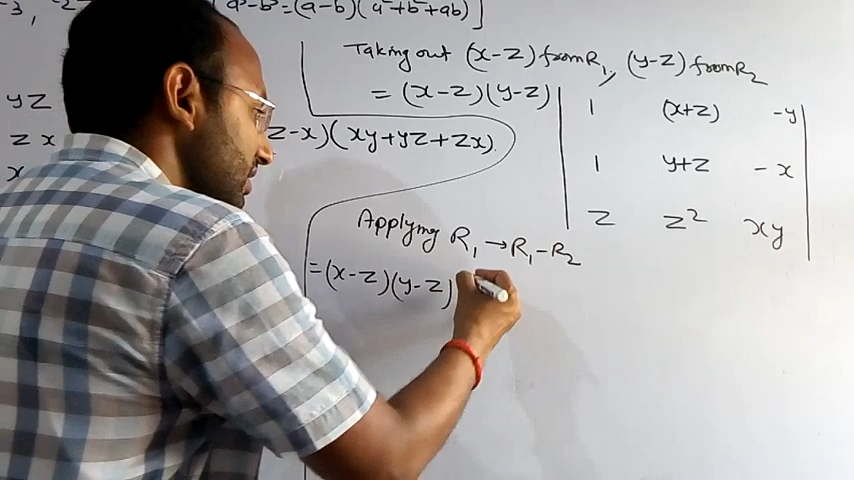 -3, 2- [a³-b³=(a-b)(a²+b²+ab)]
yz
zx
x
z-x)(xy+yz+zx).
Taking out (x-z) from R₁, (y-z) from R₂
= (x-z)(y-z) | 1 (x+z) -y |
| 1 y+z -x |
| z z² xy |
Applying R₁→R₁-R₂
=(x-z)(y-z)